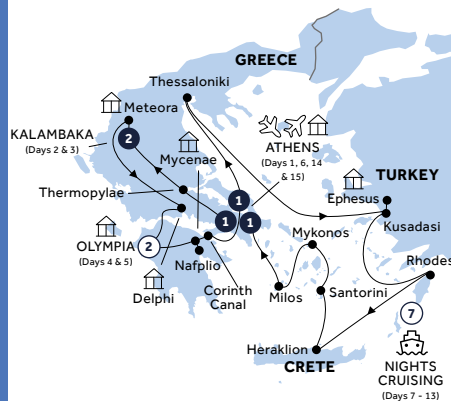 GREECE
Thessaloniki
Meteora
2
KALAMBAKA
(Days 2 & 3)
Mycenae
ATHENS
(Days 1, 6, 14
& 15)
Thermopylae
1
1
1
Ephesus
TURKEY
Kusadasi
OLYMPIA
(Days 4 & 5)
2
Mykonos
Rhodes
Nafplio
Delphi
Corinth
Canal
Milos
Santorini
7
Heraklion
CRETE
NIGHTS
CRUISING
(Days 7 - 13)